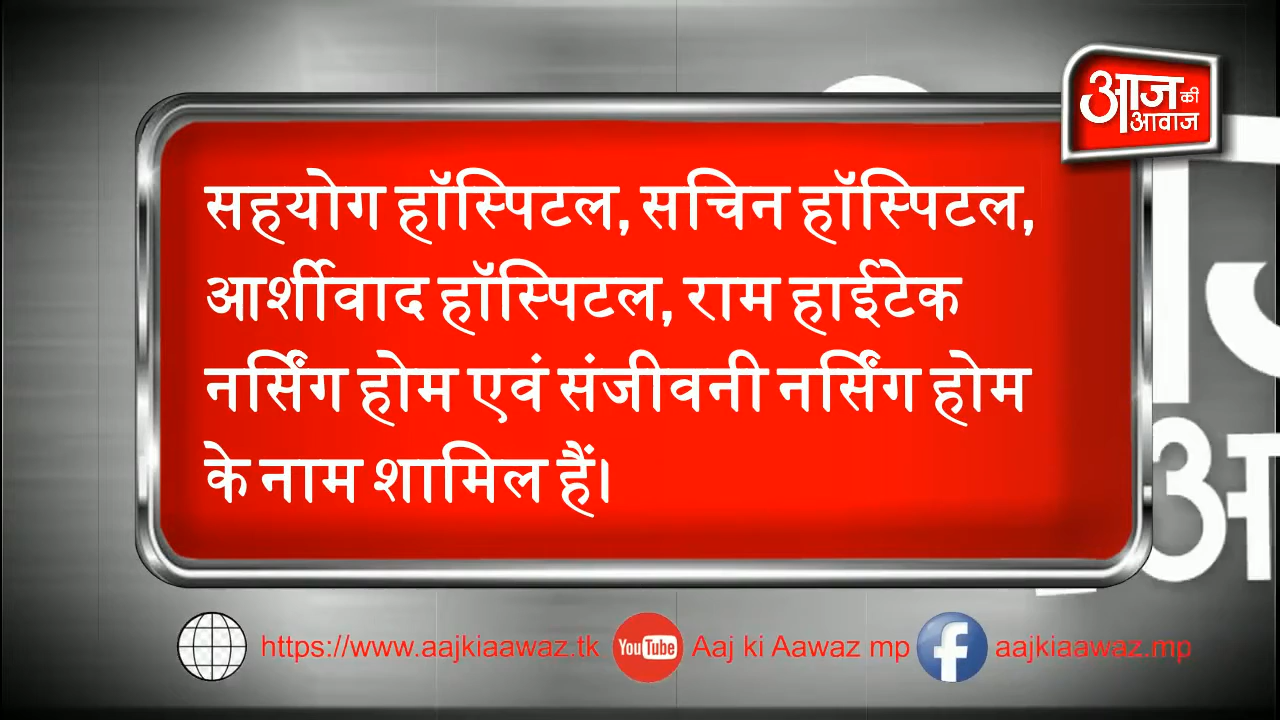 आज की
आवाज
सहयोग हॉस्पिटल, सचिन हॉस्पिटल,
आर्शीवाद हॉस्पिटल, राम हाईटेक
नर्सिंग होम एवं संजीवनी नर्सिंग होम
के नाम शामिल हैं।
https://www.aajkiaawaz.tk YouTube Aaj ki Aawaz mp f aajkiaawaz.mp